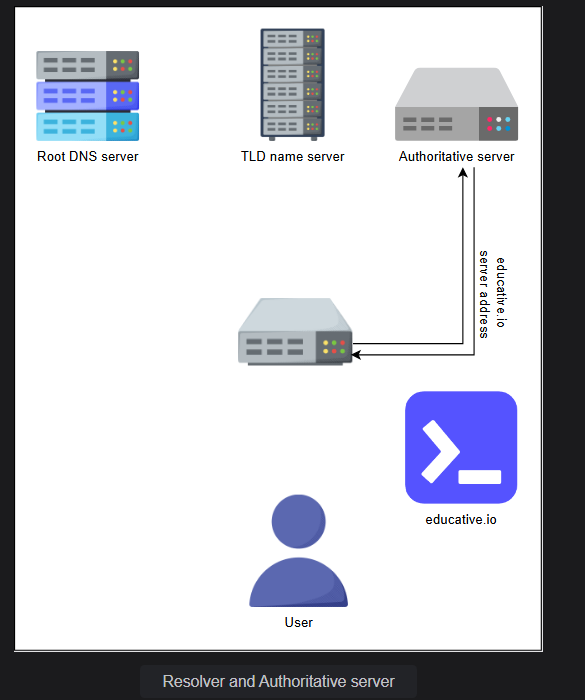 Root DNS server
TLD name server
Authoritative server
educative.io
server address
educative.io
User
Resolver and Authoritative server